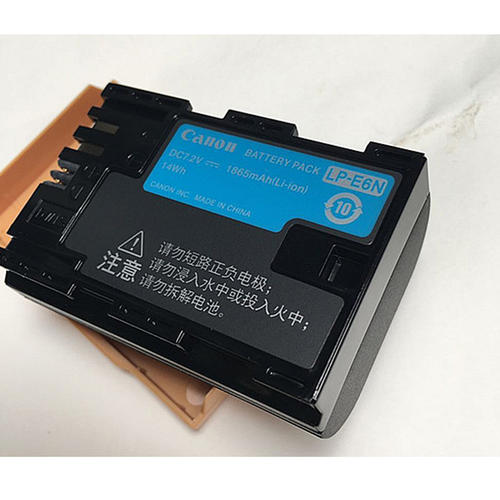 Canon BATTERY PACK LP-E6N
DC7.2V⎓ 1865mAh(Li-ion)
14Wh
CANON INC. MADE IN CHINA
10
注意
请勿短路正负电极;
请勿浸入水中或投入火中;
请勿拆解电池。